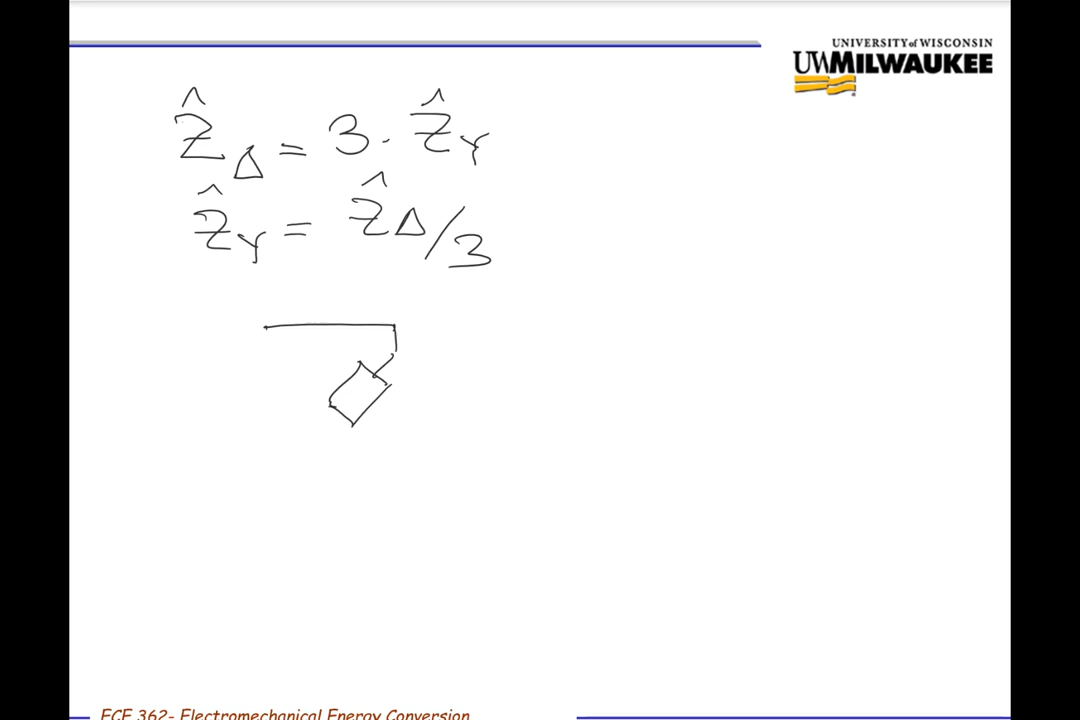 UNIVERSITY of WISCONSIN
UWMILWAUKEE
Ẑ_Δ = 3 · Ẑ_Y
Ẑ_Y = Ẑ_Δ/3
ECE 362- Electromechanical Energy Conversion